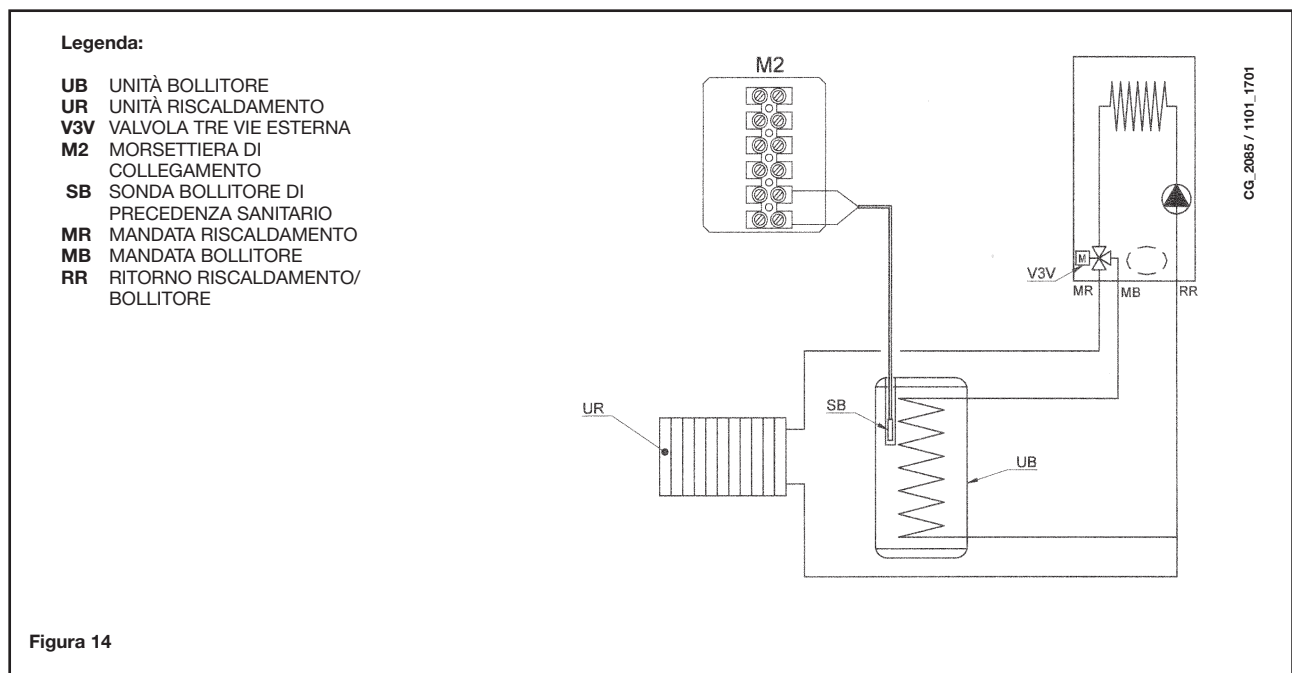 Legenda:
UB UNITÀ BOLLITORE
UR UNITÀ RISCALDAMENTO
V3V VALVOLA TRE VIE ESTERNA
M2 MORSETTIERA DI
COLLEGAMENTO
SB SONDA BOLLITORE DI
PRECEDENZA SANITARIO
MR MANDATA RISCALDAMENTO
MB MANDATA BOLLITORE
RR RITORNO RISCALDAMENTO/
BOLLITORE
M2
CG_2085 / 1101_1701
M
V3V
MR MB RR
UR
SB
UB
Figura 14